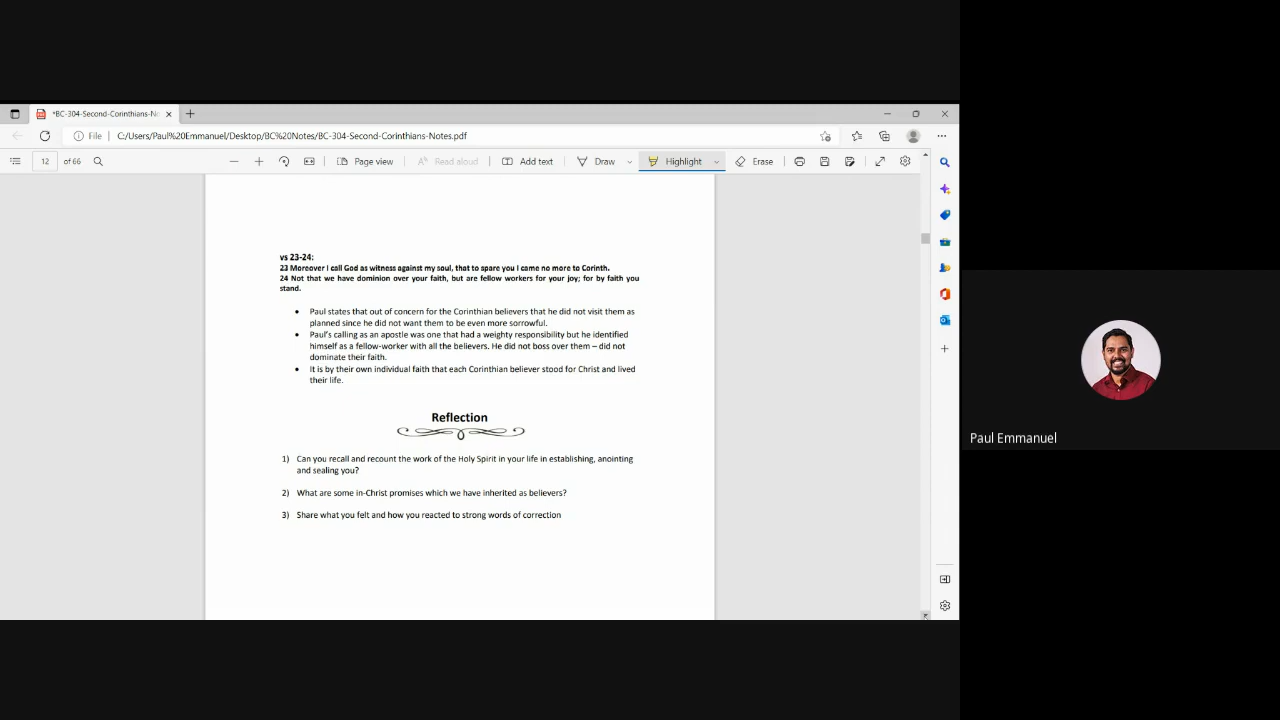 *BC-304-Second-Corinthians-No
File
C:/Users/Paul%20Emmanuel/Desktop/BC%20Notes/BC-304-Second-Corinthians-Notes.pdf
12 of 66
Page view
Read aloud
Add text
Draw
Highlight
Erase
vs 23-24:
23 Moreover I call God as witness against my soul, that to spare you I came no more to Corinth.
24 Not that we have dominion over your faith, but are fellow workers for your joy; for by faith you
stand.
• Paul states that out of concern for the Corinthian believers that he did not visit them as
planned since he did not want them to be even more sorrowful.
• Paul's calling as an apostle was one that had a weighty responsibility but he identified
himself as a fellow-worker with all the believers. He did not boss over them – did not
dominate their faith.
• It is by their own individual faith that each Corinthian believer stood for Christ and lived
their life.
Reflection
1) Can you recall and recount the work of the Holy Spirit in your life in establishing, anointing
and sealing you?
2) What are some in-Christ promises which we have inherited as believers?
3) Share what you felt and how you reacted to strong words of correction
Paul Emmanuel